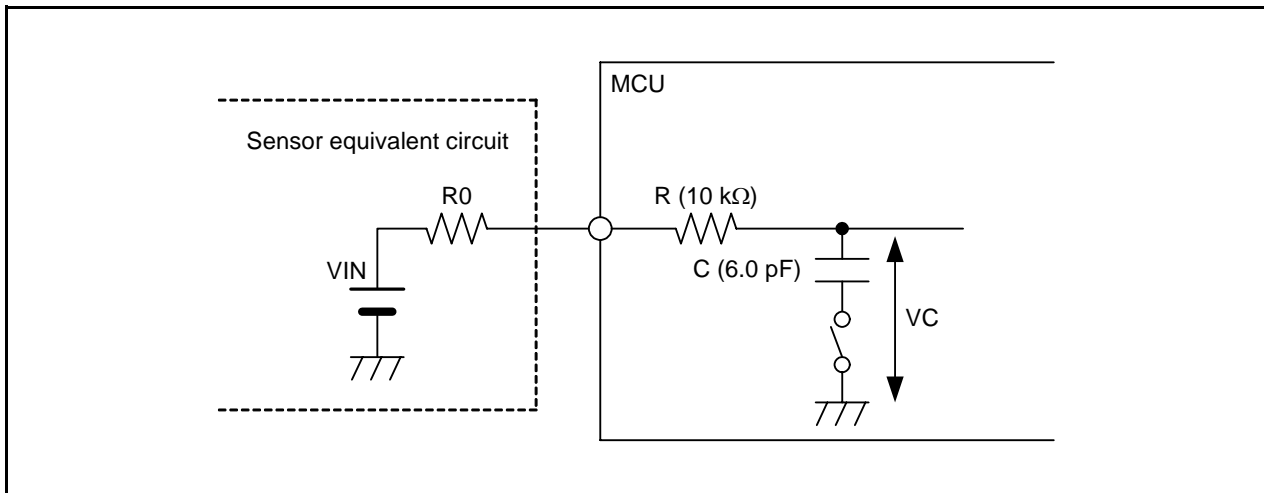 MCU
Sensor equivalent circuit
R0
R (10 kΩ)
VIN
C (6.0 pF)
VC